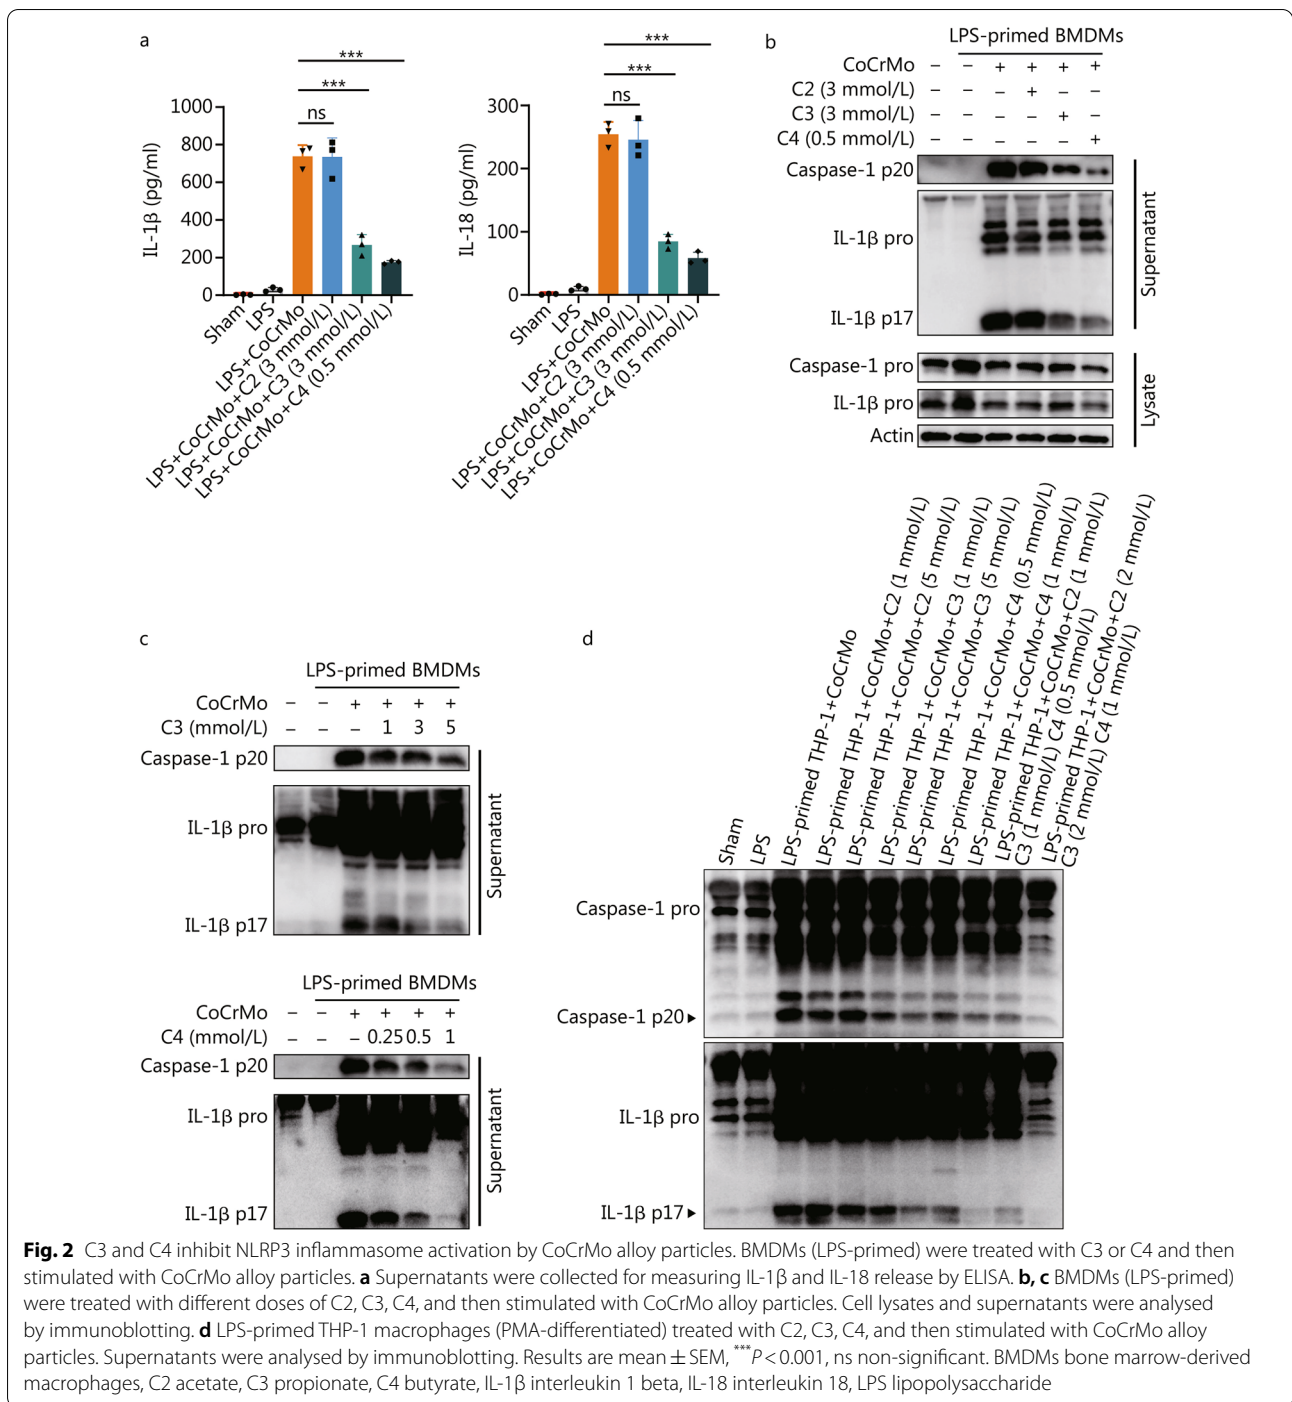 a
***
***
ns
1000
800
600
400
200
0
IL-1β (pg/ml)
Sham
LPS
LPS+CoCrMo
LPS+CoCrMo+C2 (3 mmol/L)
LPS+CoCrMo+C3 (3 mmol/L)
LPS+CoCrMo+C4 (0.5 mmol/L)
***
***
ns
300
200
100
0
IL-18 (pg/ml)
Sham
LPS
LPS+CoCrMo
LPS+CoCrMo+C2 (3 mmol/L)
LPS+CoCrMo+C3 (3 mmol/L)
LPS+CoCrMo+C4 (0.5 mmol/L)
b
LPS-primed BMDMs
CoCrMo – – + + + +
C2 (3 mmol/L) – – – + – –
C3 (3 mmol/L) – – – – + –
C4 (0.5 mmol/L) – – – – – +
Caspase-1 p20
IL-1β pro
IL-1β p17
Supernatant
Caspase-1 pro
IL-1β pro
Actin
Lysate
c
LPS-primed BMDMs
CoCrMo – – + + + +
C3 (mmol/L) – – – 1 3 5
Caspase-1 p20
IL-1β pro
IL-1β p17
Supernatant
LPS-primed BMDMs
CoCrMo – – + + + +
C4 (mmol/L) – – – 0.25 0.5 1
Caspase-1 p20
IL-1β pro
IL-1β p17
Supernatant
d
Sham
LPS
LPS-primed THP-1+CoCrMo
LPS-primed THP-1+CoCrMo+C2 (1 mmol/L)
LPS-primed THP-1+CoCrMo+C2 (5 mmol/L)
LPS-primed THP-1+CoCrMo+C3 (1 mmol/L)
LPS-primed THP-1+CoCrMo+C3 (5 mmol/L)
LPS-primed THP-1+CoCrMo+C4 (0.5 mmol/L)
LPS-primed THP-1+CoCrMo+C4 (1 mmol/L)
LPS-primed THP-1+CoCrMo+C2 (1 mmol/L)
C3 (1 mmol/L) C4 (0.5 mmol/L)
LPS-primed THP-1+CoCrMo+C2 (2 mmol/L)
C3 (2 mmol/L) C4 (1 mmol/L)
Caspase-1 pro
Caspase-1 p20
IL-1β pro
IL-1β p17
Fig. 2 C3 and C4 inhibit NLRP3 inflammasome activation by CoCrMo alloy particles. BMDMs (LPS-primed) were treated with C3 or C4 and then
stimulated with CoCrMo alloy particles. a Supernatants were collected for measuring IL-1β and IL-18 release by ELISA. b, c BMDMs (LPS-primed)
were treated with different doses of C2, C3, C4, and then stimulated with CoCrMo alloy particles. Cell lysates and supernatants were analysed
by immunoblotting. d LPS-primed THP-1 macrophages (PMA-differentiated) treated with C2, C3, C4, and then stimulated with CoCrMo alloy
particles. Supernatants were analysed by immunoblotting. Results are mean ± SEM, ***P < 0.001, ns non-significant. BMDMs bone marrow-derived
macrophages, C2 acetate, C3 propionate, C4 butyrate, IL-1β interleukin 1 beta, IL-18 interleukin 18, LPS lipopolysaccharide